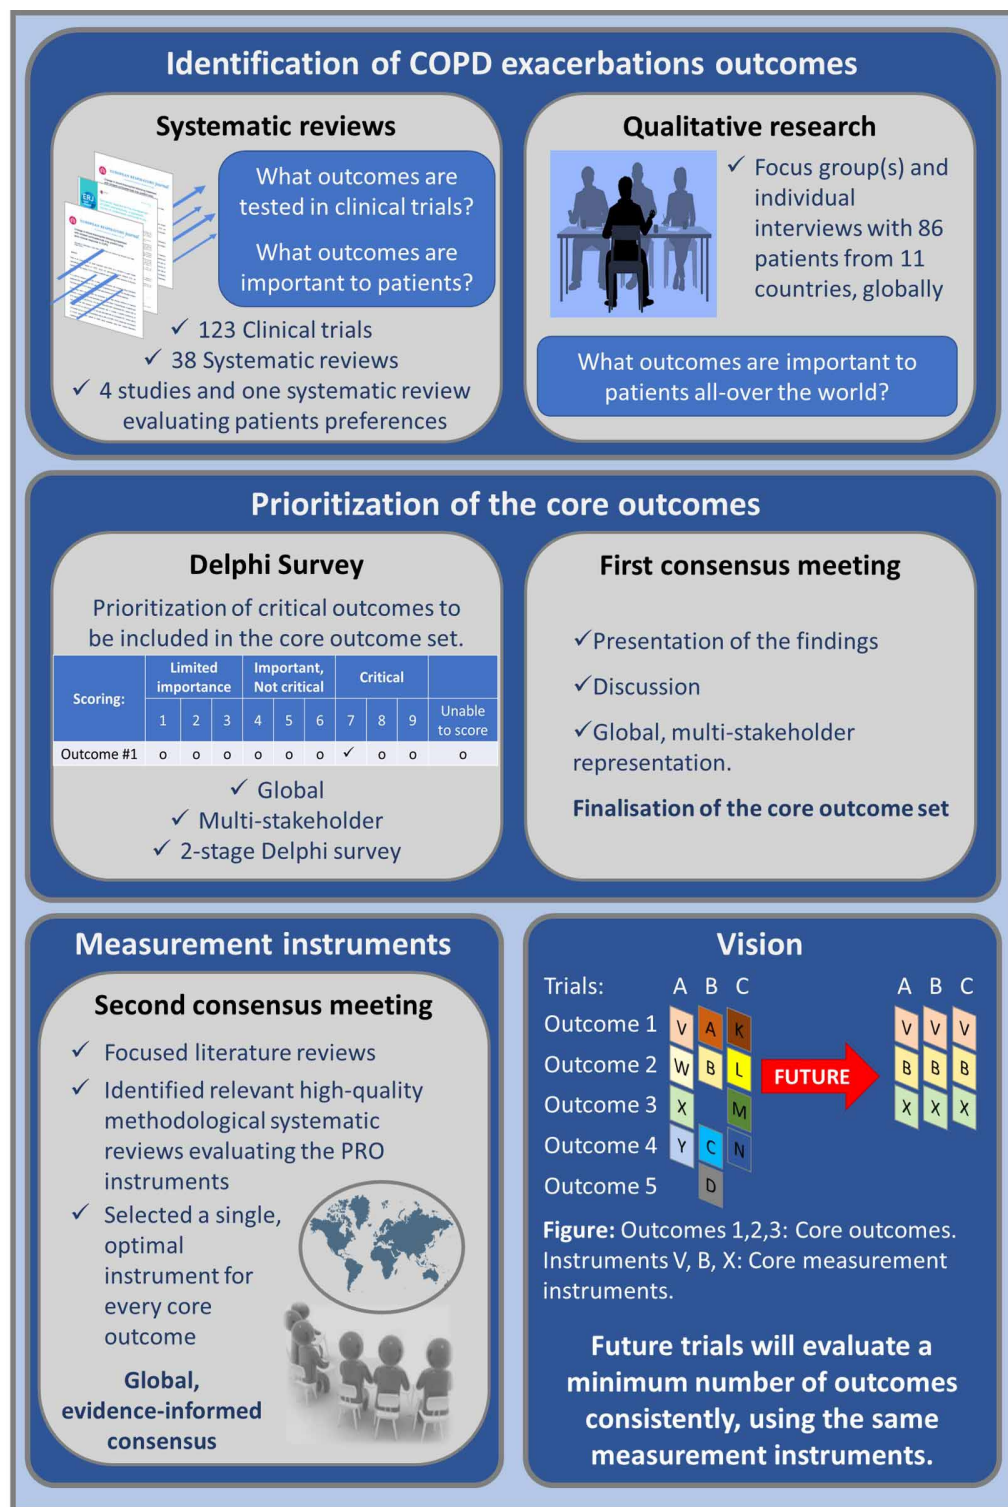 Identification of COPD exacerbations outcomes
Systematic reviews
What outcomes are
tested in clinical trials?
What outcomes are
important to patients?
✓ 123 Clinical trials
✓ 38 Systematic reviews
✓ 4 studies and one systematic review
evaluating patients preferences
Qualitative research
✓ Focus group(s) and
individual
interviews with 86
patients from 11
countries, globally
What outcomes are important to
patients all-over the world?
Prioritization of the core outcomes
Delphi Survey
Prioritization of critical outcomes to
be included in the core outcome set.
Scoring:
Limited
importance
Important,
Not critical
Critical
1 2 3 4 5 6 7 8 9 Unable
to score
Outcome #1 o o o o o o ✓ o o o
✓ Global
✓ Multi-stakeholder
✓ 2-stage Delphi survey
First consensus meeting
✓Presentation of the findings
✓Discussion
✓Global, multi-stakeholder
representation.
Finalisation of the core outcome set
Measurement instruments
Second consensus meeting
✓ Focused literature reviews
✓ Identified relevant high-quality
methodological systematic
reviews evaluating the PRO
instruments
✓ Selected a single,
optimal
instrument for
every core
outcome
Global,
evidence-informed
consensus
Vision
Trials: A B C A B C
Outcome 1 V A K V V V
Outcome 2 W B L FUTURE B B B
Outcome 3 X M X X X
Outcome 4 Y C N
Outcome 5 D
Figure: Outcomes 1,2,3: Core outcomes.
Instruments V, B, X: Core measurement
instruments.
Future trials will evaluate a
minimum number of outcomes
consistently, using the same
measurement instruments.